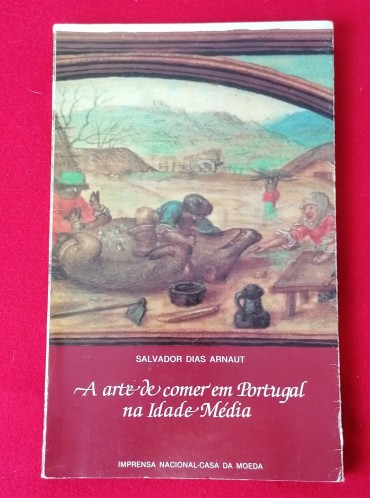 SALVADOR DIAS ARNAUT
A arte de comer em Portugal
na Idade Média
IMPRENSA NACIONAL-CASA DA MOEDA